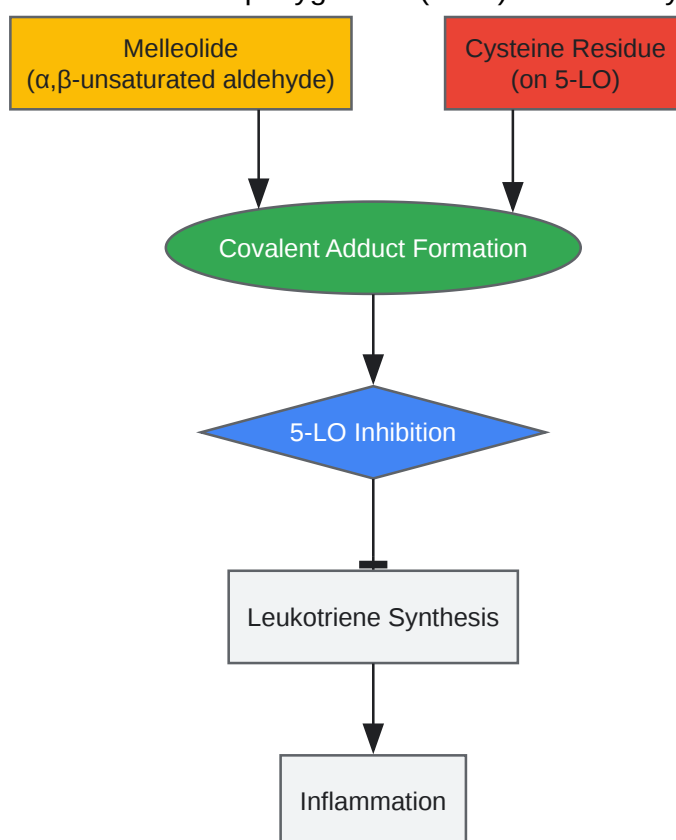 Melleolide
(α,β-unsaturated aldehyde)
Cysteine Residue
(on 5-LO)
Covalent Adduct Formation
5-LO Inhibition
Leukotriene Synthesis
Inflammation